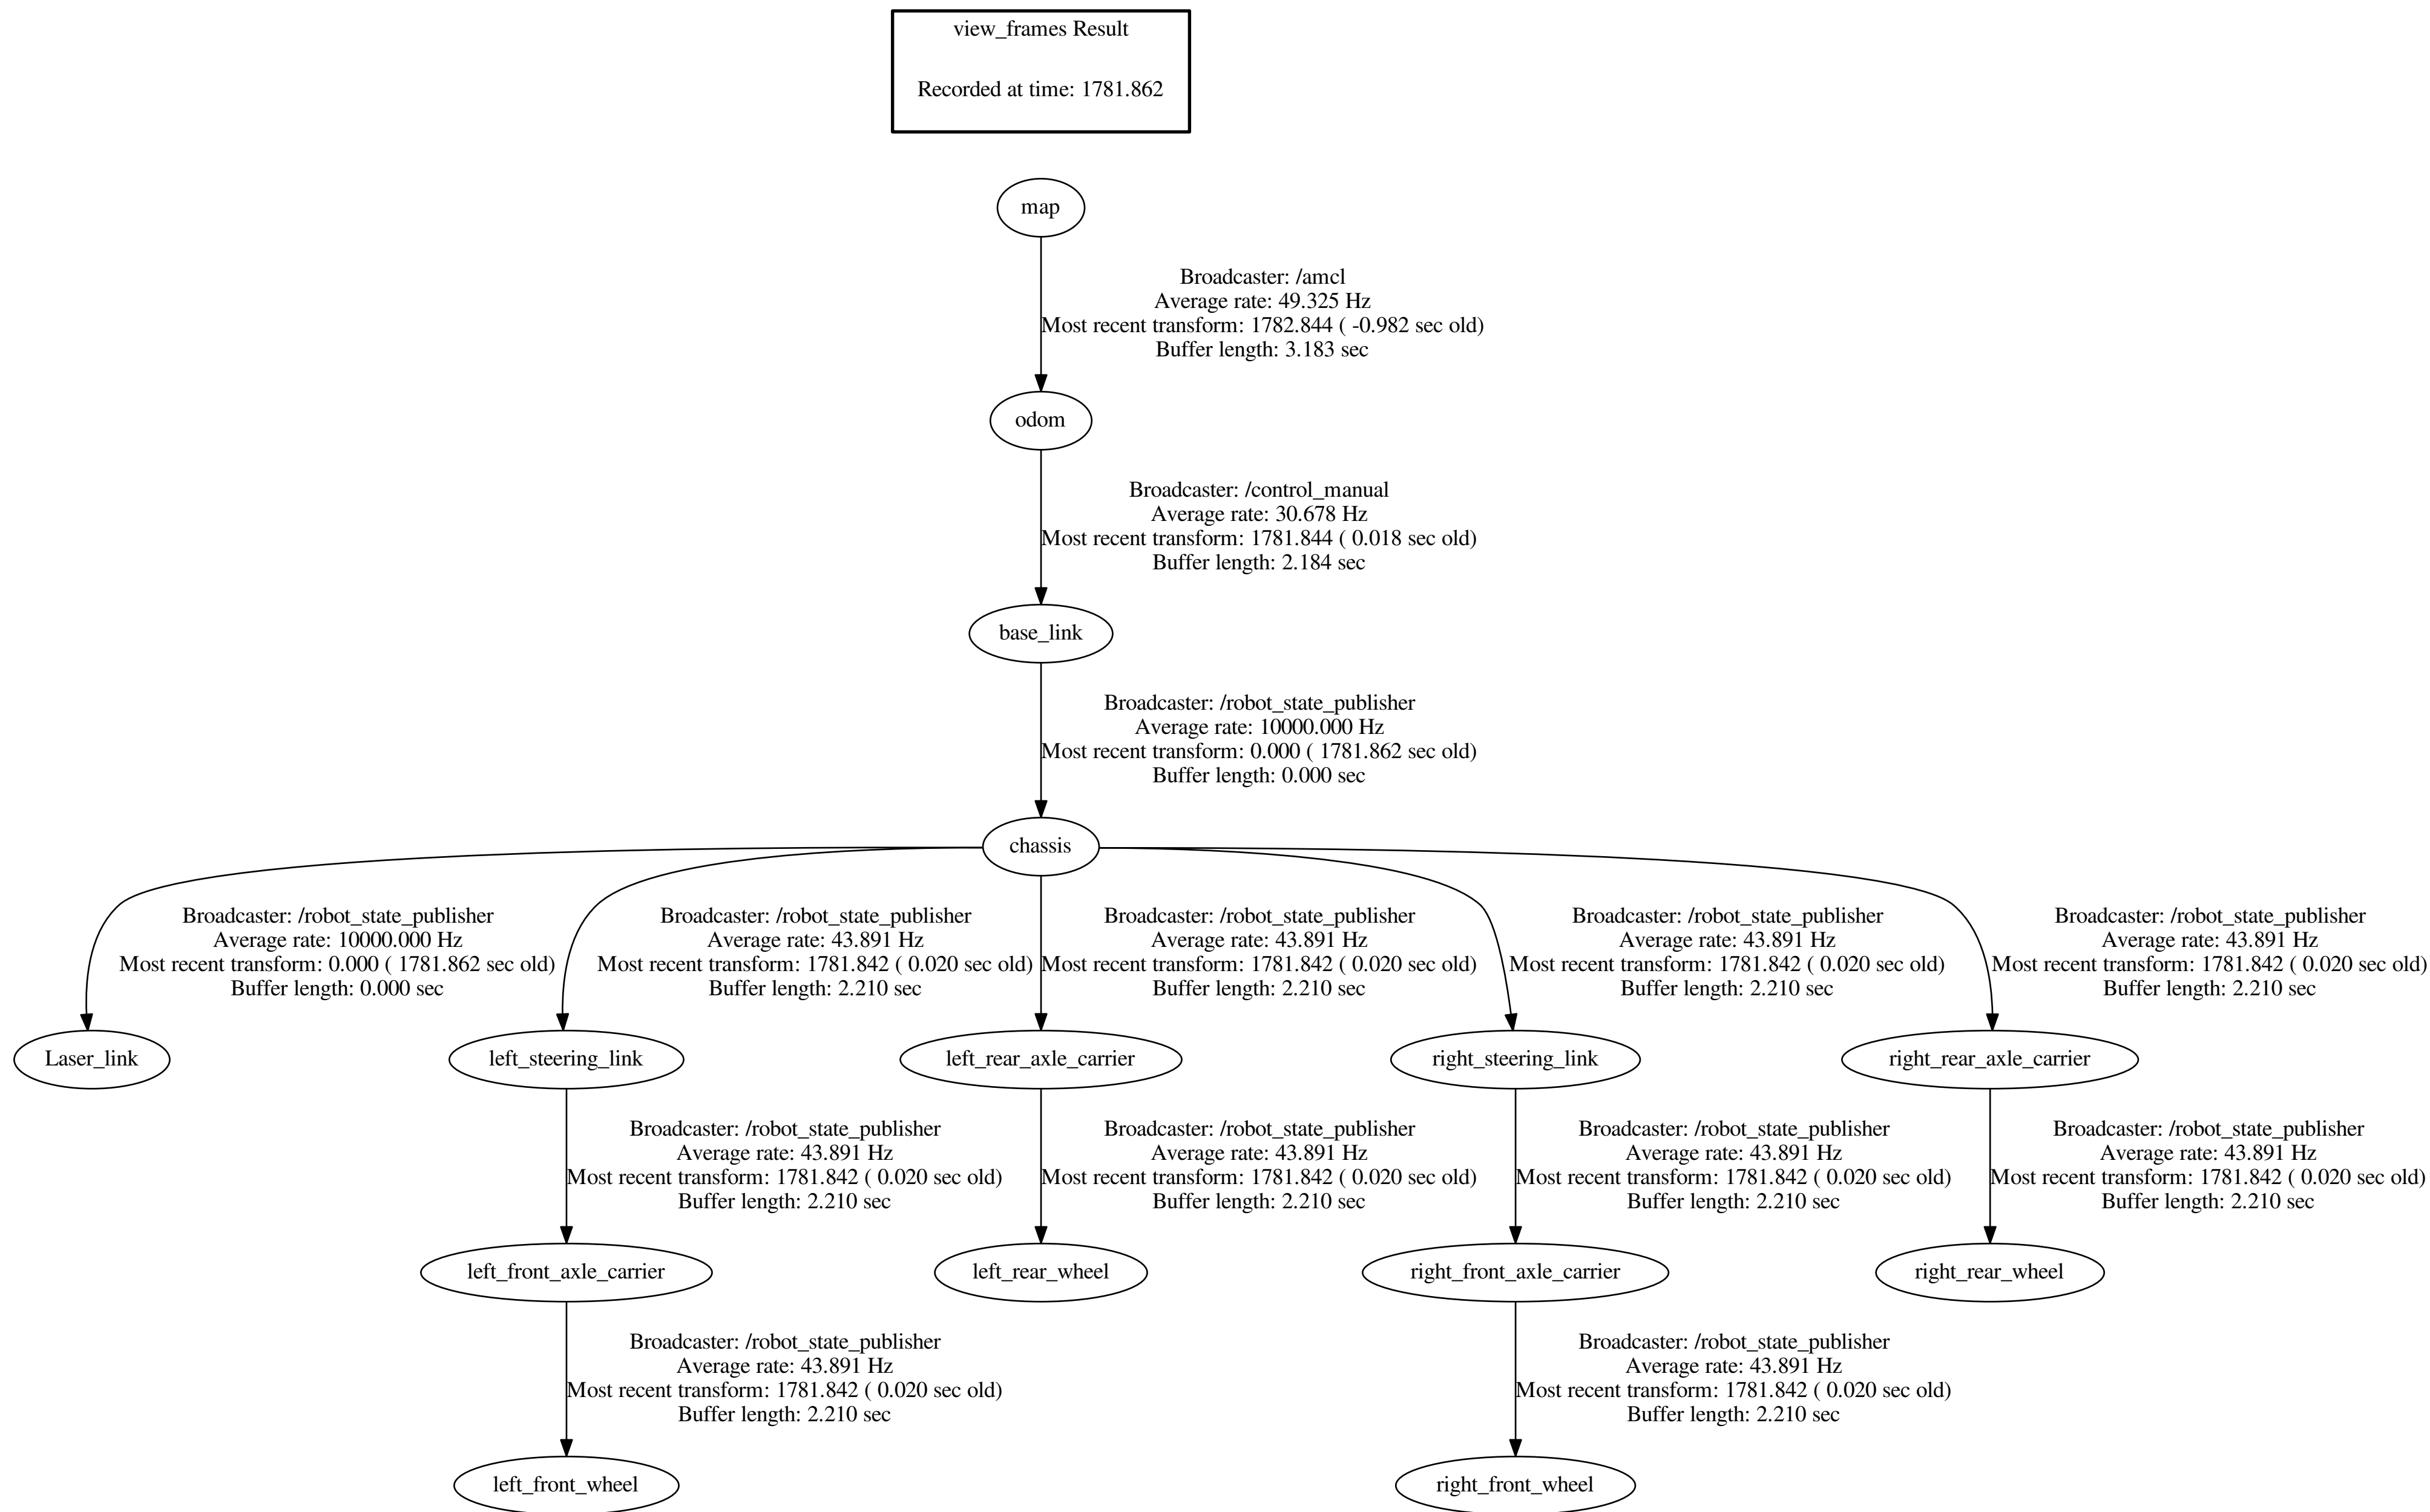 view_frames Result
Recorded at time: 1781.862
map
Broadcaster: /amcl
Average rate: 49.325 Hz
Most recent transform: 1782.844 ( -0.982 sec old)
Buffer length: 3.183 sec
odom
Broadcaster: /control_manual
Average rate: 30.678 Hz
Most recent transform: 1781.844 ( 0.018 sec old)
Buffer length: 2.184 sec
base_link
Broadcaster: /robot_state_publisher
Average rate: 10000.000 Hz
Most recent transform: 0.000 ( 1781.862 sec old)
Buffer length: 0.000 sec
chassis
Broadcaster: /robot_state_publisher
Average rate: 10000.000 Hz
Most recent transform: 0.000 ( 1781.862 sec old)
Buffer length: 0.000 sec
Broadcaster: /robot_state_publisher
Average rate: 43.891 Hz
Most recent transform: 1781.842 ( 0.020 sec old)
Buffer length: 2.210 sec
Broadcaster: /robot_state_publisher
Average rate: 43.891 Hz
Most recent transform: 1781.842 ( 0.020 sec old)
Buffer length: 2.210 sec
Broadcaster: /robot_state_publisher
Average rate: 43.891 Hz
Most recent transform: 1781.842 ( 0.020 sec old)
Buffer length: 2.210 sec
Broadcaster: /robot_state_publisher
Average rate: 43.891 Hz
Most recent transform: 1781.842 ( 0.020 sec old)
Buffer length: 2.210 sec
Laser_link
left_steering_link
left_rear_axle_carrier
right_steering_link
right_rear_axle_carrier
Broadcaster: /robot_state_publisher
Average rate: 43.891 Hz
Most recent transform: 1781.842 ( 0.020 sec old)
Buffer length: 2.210 sec
Broadcaster: /robot_state_publisher
Average rate: 43.891 Hz
Most recent transform: 1781.842 ( 0.020 sec old)
Buffer length: 2.210 sec
Broadcaster: /robot_state_publisher
Average rate: 43.891 Hz
Most recent transform: 1781.842 ( 0.020 sec old)
Buffer length: 2.210 sec
Broadcaster: /robot_state_publisher
Average rate: 43.891 Hz
Most recent transform: 1781.842 ( 0.020 sec old)
Buffer length: 2.210 sec
left_front_axle_carrier
left_rear_wheel
right_front_axle_carrier
right_rear_wheel
Broadcaster: /robot_state_publisher
Average rate: 43.891 Hz
Most recent transform: 1781.842 ( 0.020 sec old)
Buffer length: 2.210 sec
Broadcaster: /robot_state_publisher
Average rate: 43.891 Hz
Most recent transform: 1781.842 ( 0.020 sec old)
Buffer length: 2.210 sec
left_front_wheel
right_front_wheel